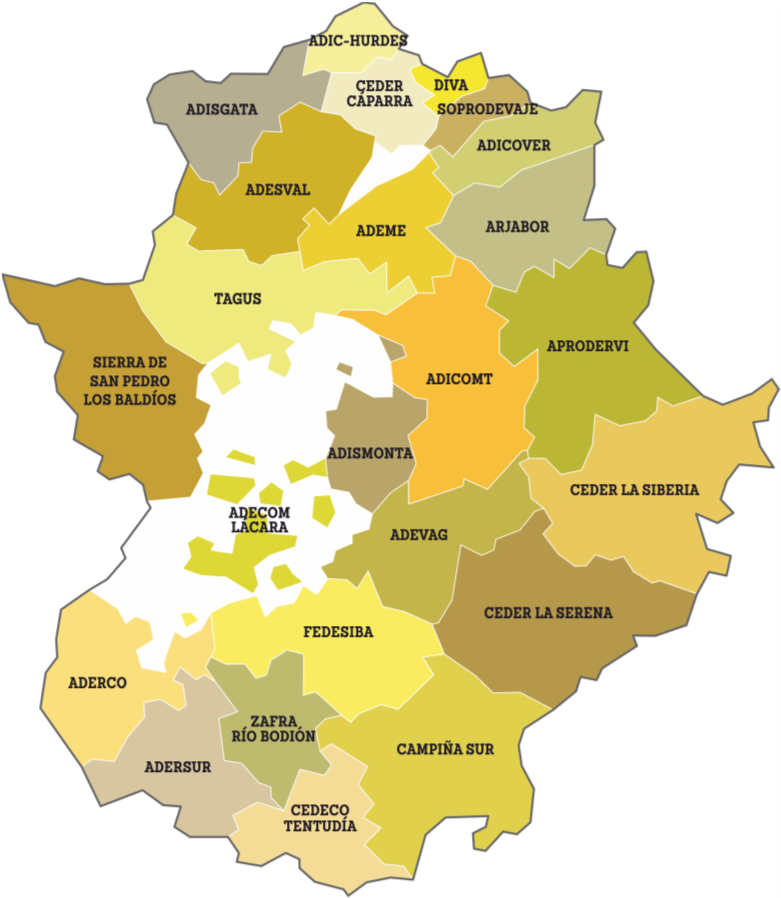 ADIC-HURDES
ADISGATA
CEDER
CÁPARRA
DIVA
SOPRODEVAJE
ADICOVER
ADESVAL
ADEME
ARJABOR
TAGUS
APRODERVI
SIERRA DE
SAN PEDRO
LOS BALDÍOS
ADICOMT
ADISMONTA
CEDER LA SIBERIA
ADECOM
LÁCARA
ADEVAG
CEDER LA SERENA
FEDESIBA
ADERCO
ZAFRA
RÍO BODIÓN
CAMPIÑA SUR
ADERSUR
CEDECO
TENTUDÍA